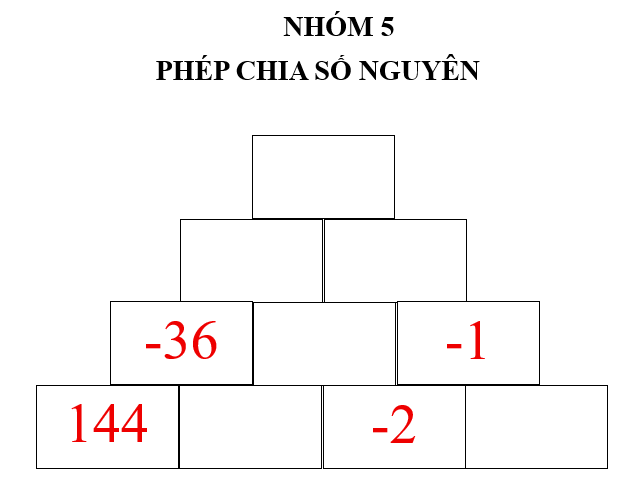 NHÓM 5
PHÉP CHIA SỐ NGUYÊN
-36 -1
144 -2